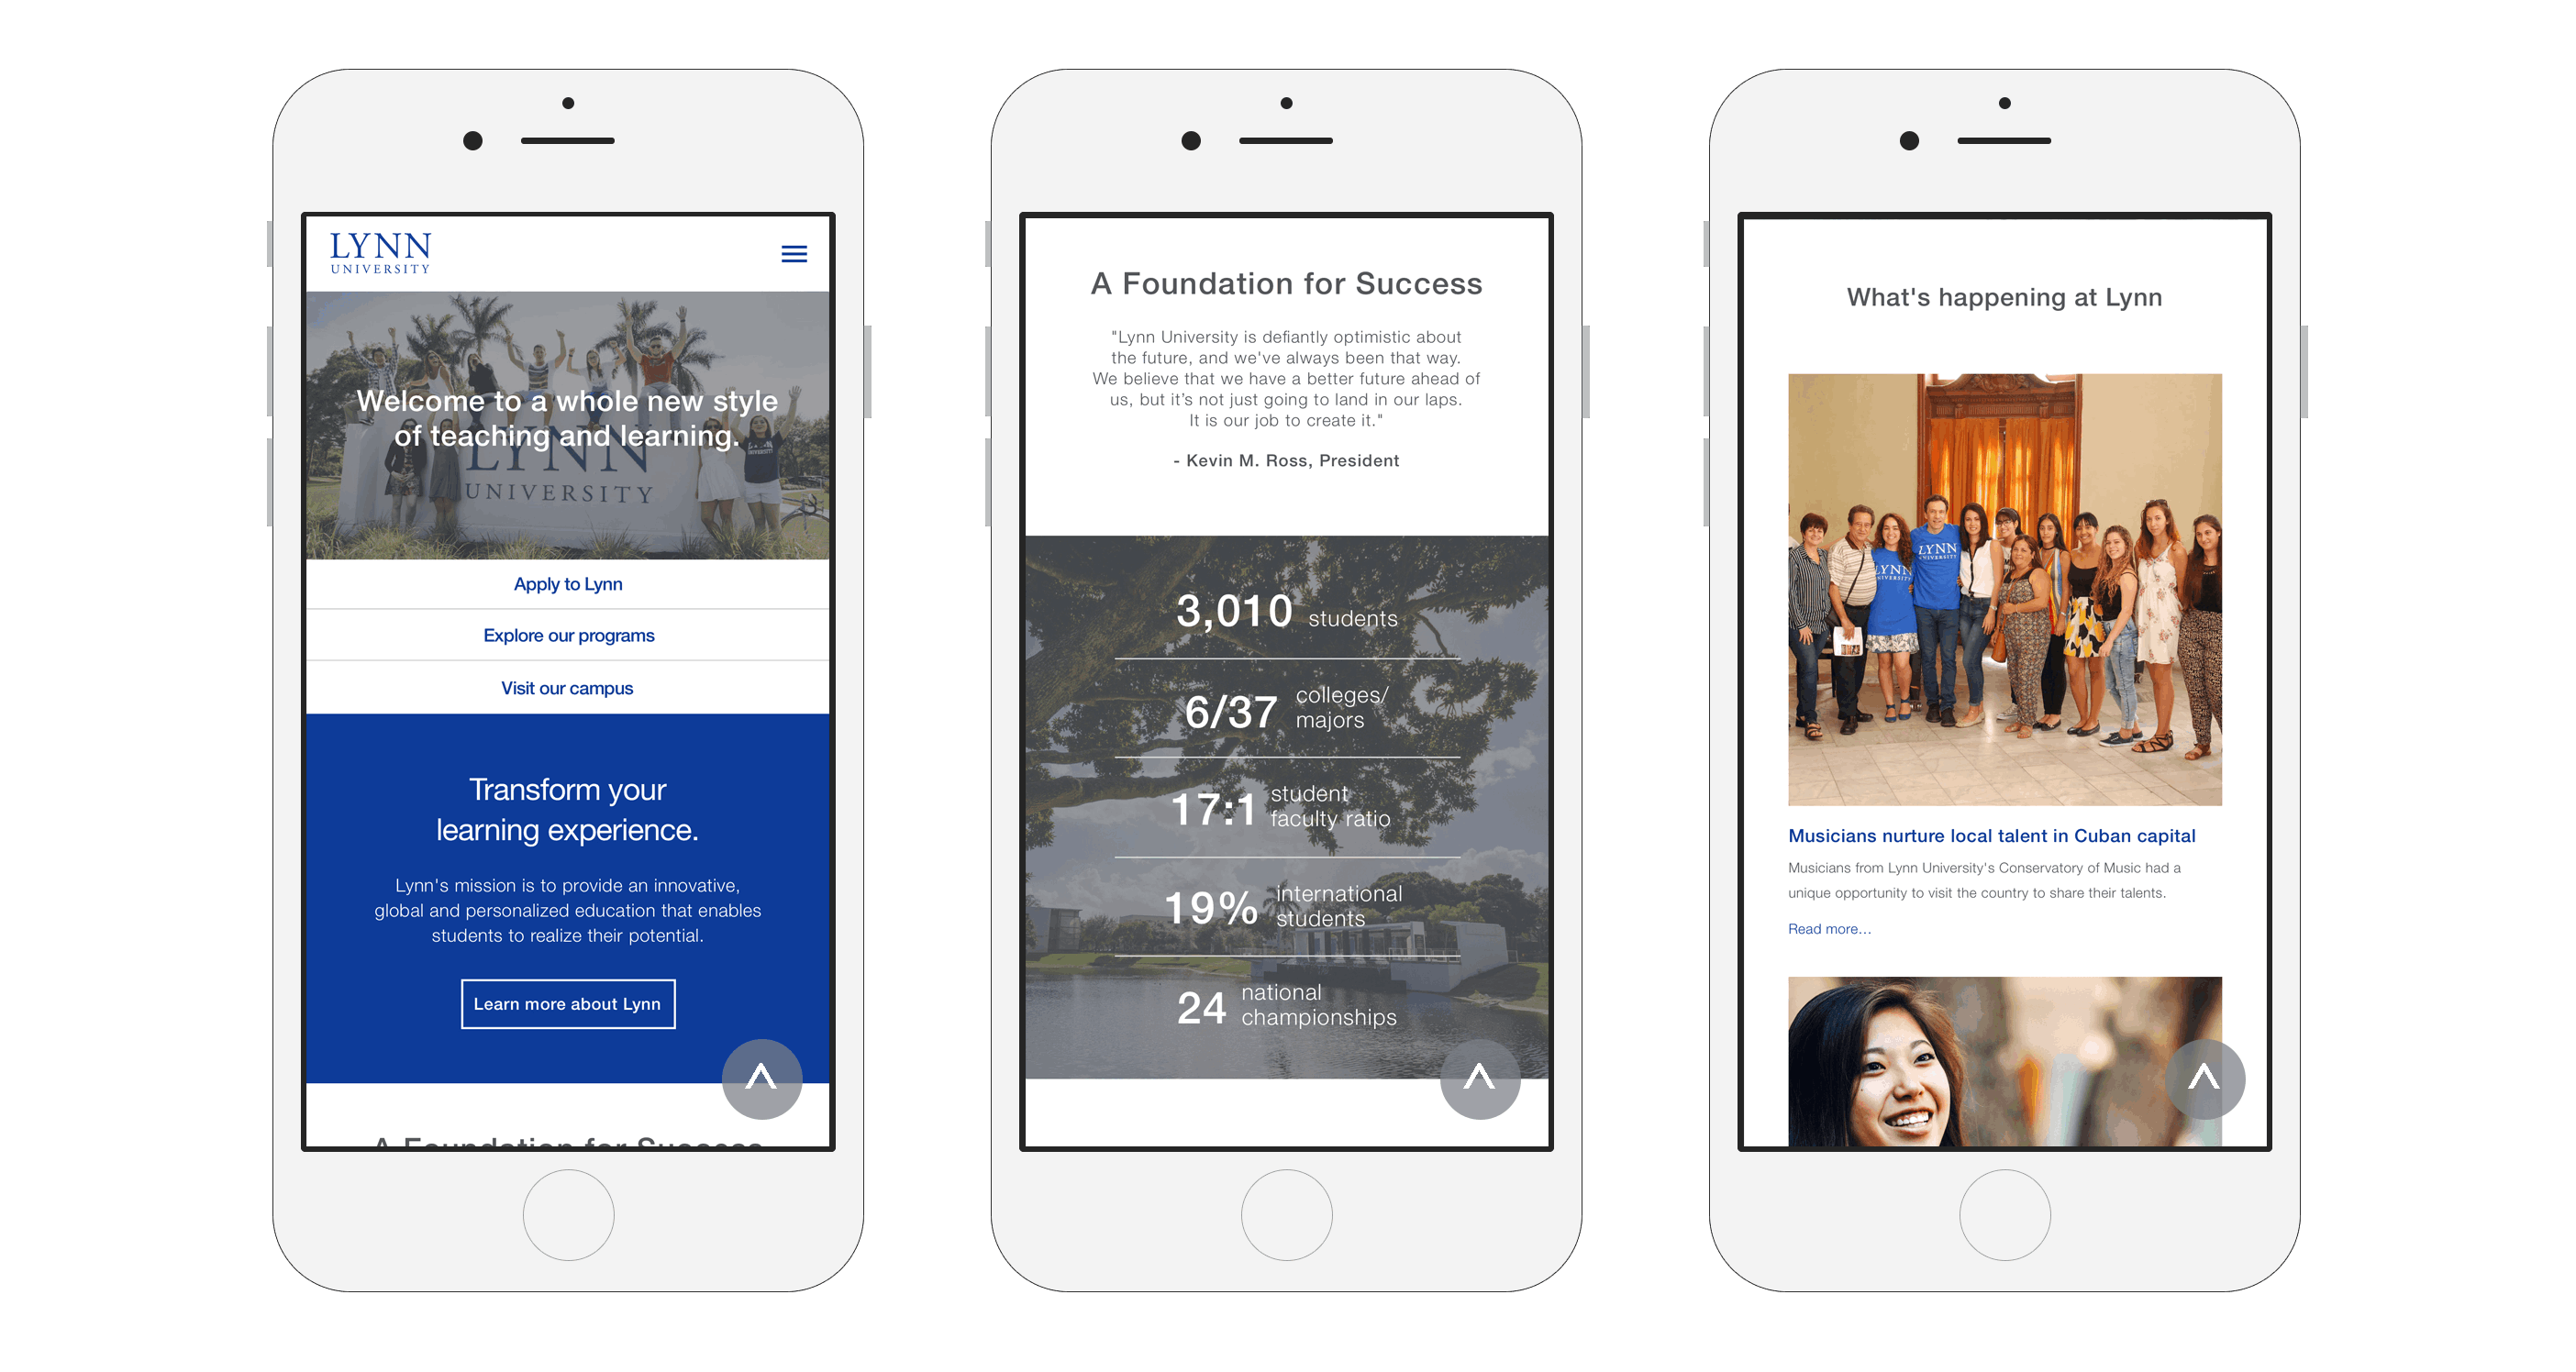 LYNN
UNIVERSITY
Welcome to a whole new style
of teaching and learning.
LYNN
UNIVERSITY
Apply to Lynn
Explore our programs
Visit our campus
Transform your
learning experience.
Lynn's mission is to provide an innovative,
global and personalized education that enables
students to realize their potential.
Learn more about Lynn
A Foundation for Success
A Foundation for Success
"Lynn University is defiantly optimistic about
the future, and we've always been that way.
We believe that we have a better future ahead of
us, but it’s not just going to land in our laps.
It is our job to create it."
- Kevin M. Ross, President
3,010 students
6/37 colleges/
majors
17:1 student
faculty ratio
19% international
students
24 national
championships
What's happening at Lynn
LYNN
UNIVERSITY
LYNN
UNIVERSITY
Musicians nurture local talent in Cuban capital
Musicians from Lynn University's Conservatory of Music had a
unique opportunity to visit the country to share their talents.
Read more...